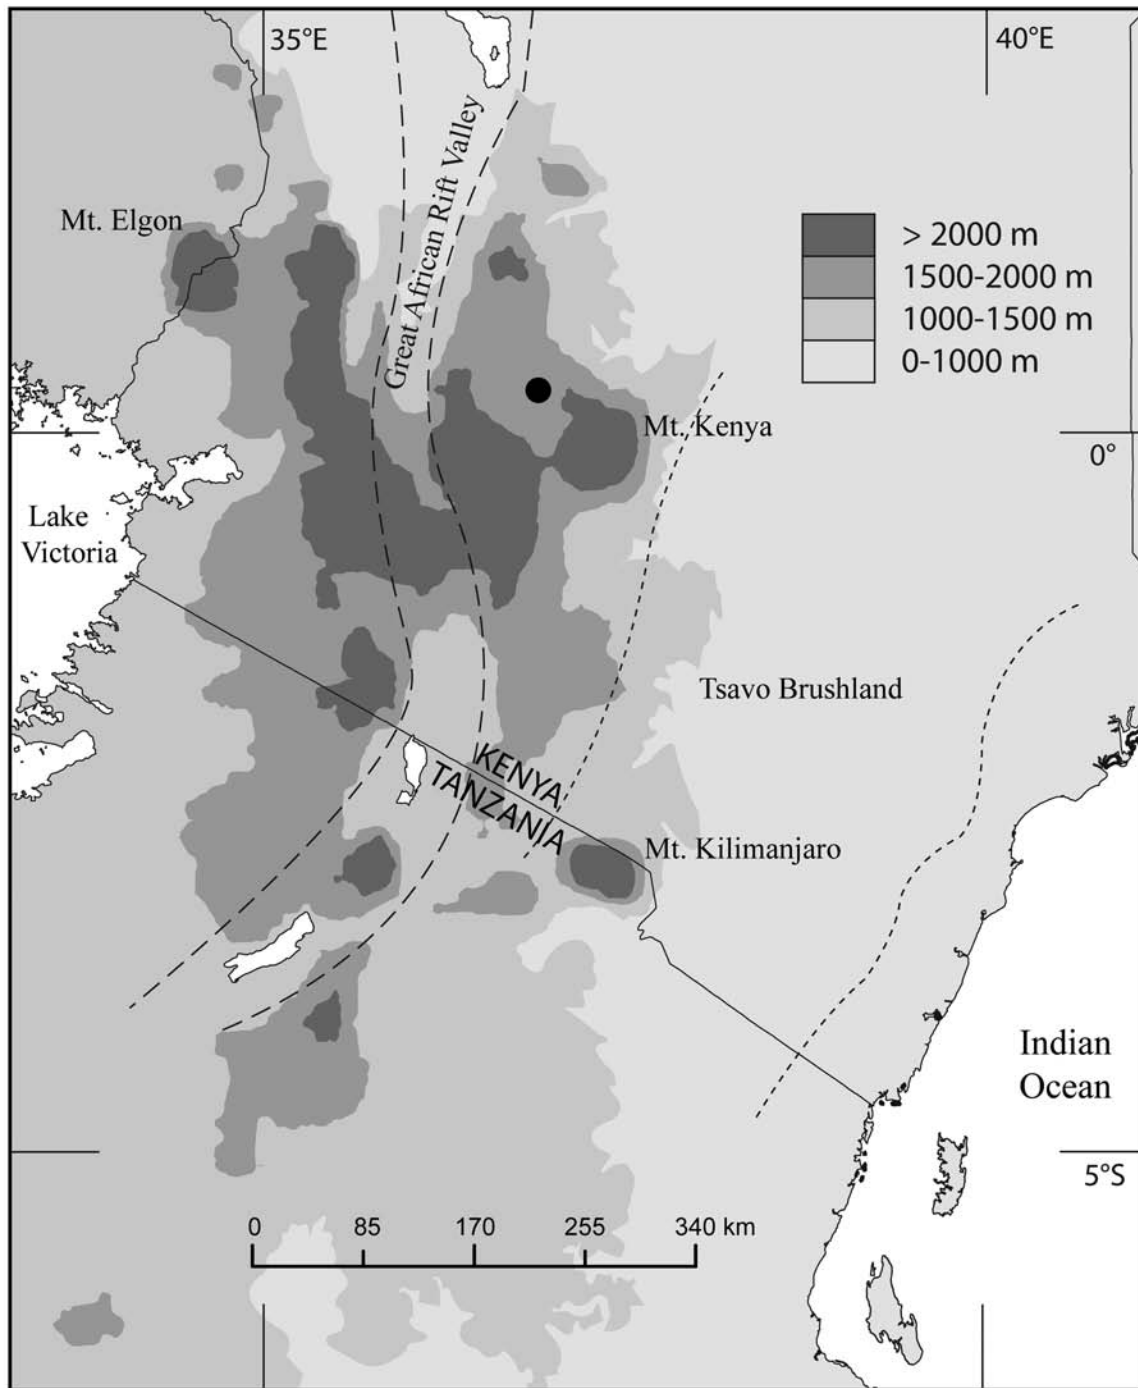 35°E
40°E
Great African Rift Valley
Mt. Elgon
> 2000 m
1500-2000 m
1000-1500 m
0-1000 m
Mt. Kenya
0°
Lake
Victoria
Tsavo Brushland
KENYA
TANZANIA
Mt. Kilimanjaro
Indian
Ocean
5°S
0 85 170 255 340 km